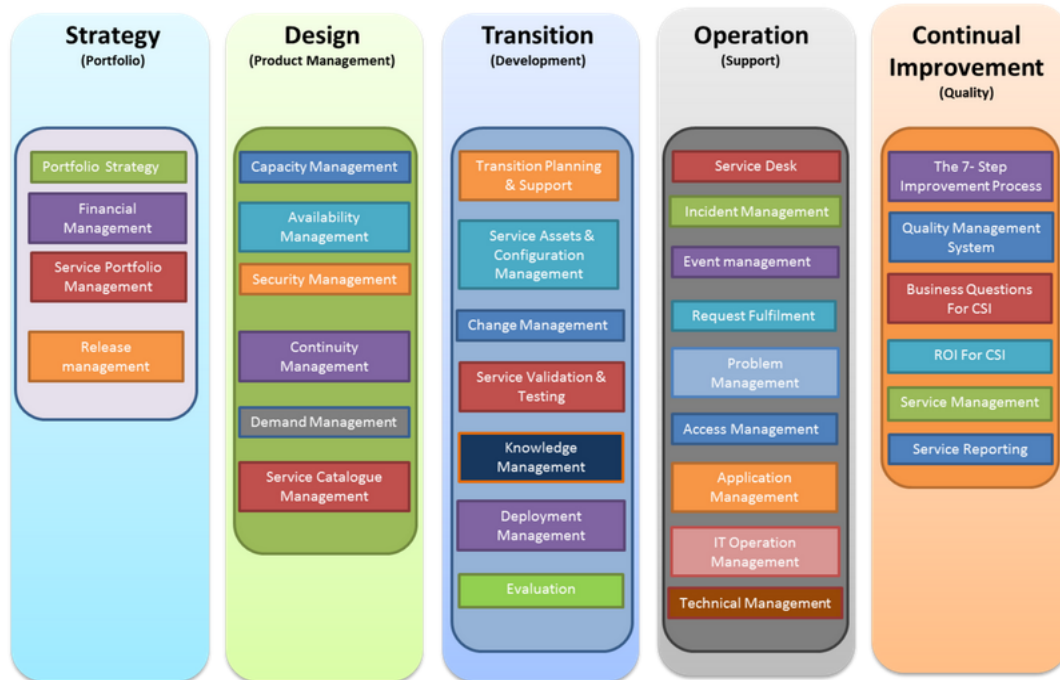 Strategy
(Portfolio)
Portfolio Strategy
Financial
Management
Service Portfolio
Management
Release
management
Design
(Product Management)
Capacity Management
Availability
Management
Security Management
Continuity
Management
Demand Management
Service Catalogue
Management
Transition
(Development)
Transition Planning
& Support
Service Assets &
Configuration
Management
Change Management
Service Validation &
Testing
Knowledge
Management
Deployment
Management
Evaluation
Operation
(Support)
Service Desk
Incident Management
Event management
Request Fulfilment
Problem
Management
Access Management
Application
Management
IT Operation
Management
Technical Management
Continual
Improvement
(Quality)
The 7- Step
Improvement Process
Quality Management
System
Business Questions
For CSI
ROI For CSI
Service Management
Service Reporting